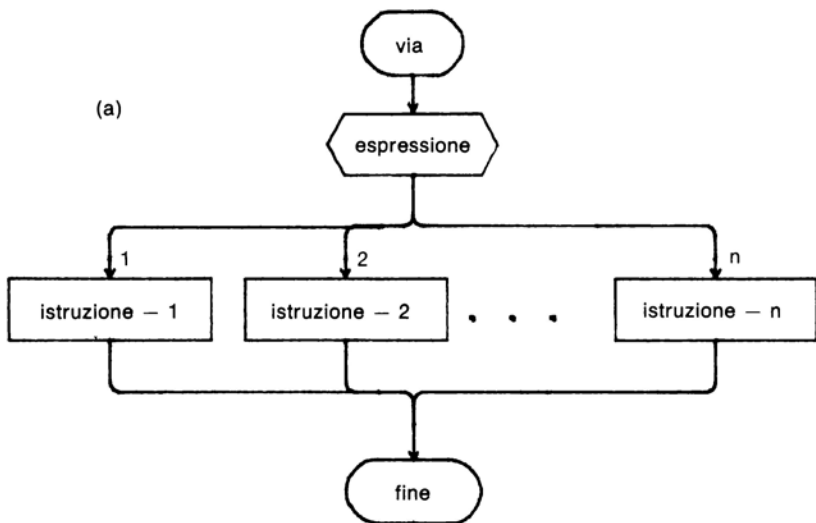 via
(a)
espressione
1
2
n
istruzione – 1
istruzione – 2
. . .
istruzione – n
fine